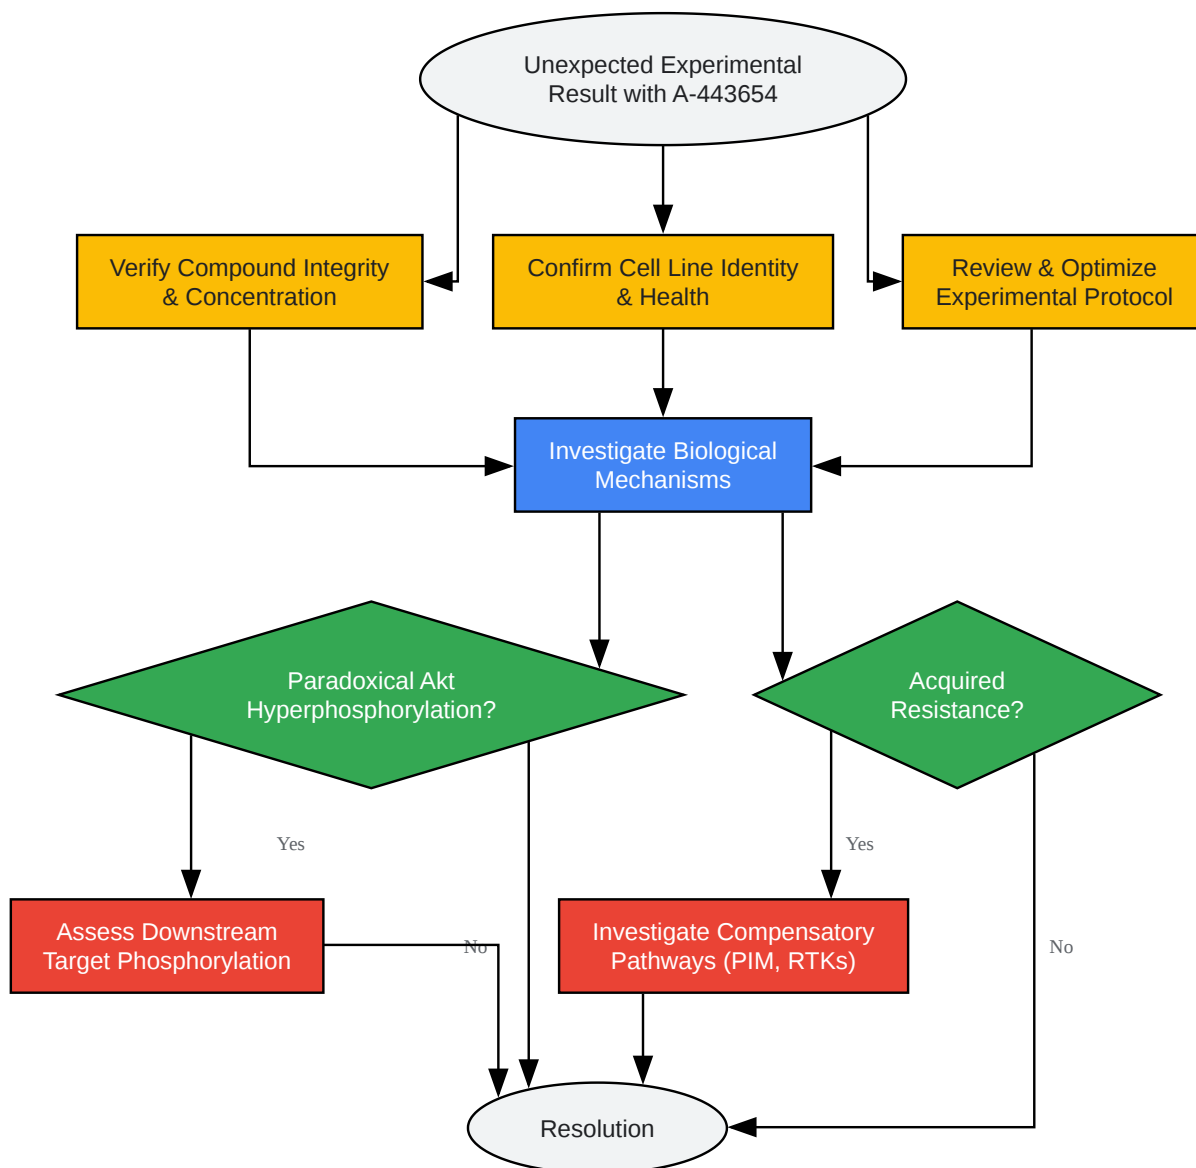 Unexpected Experimental
Result with A-443654
Verify Compound Integrity
& Concentration
Confirm Cell Line Identity
& Health
Review & Optimize
Experimental Protocol
Investigate Biological
Mechanisms
Paradoxical Akt
Hyperphosphorylation?
Acquired
Resistance?
Yes
Yes
Assess Downstream
Target Phosphorylation
No
Investigate Compensatory
Pathways (PIM, RTKs)
No
Resolution